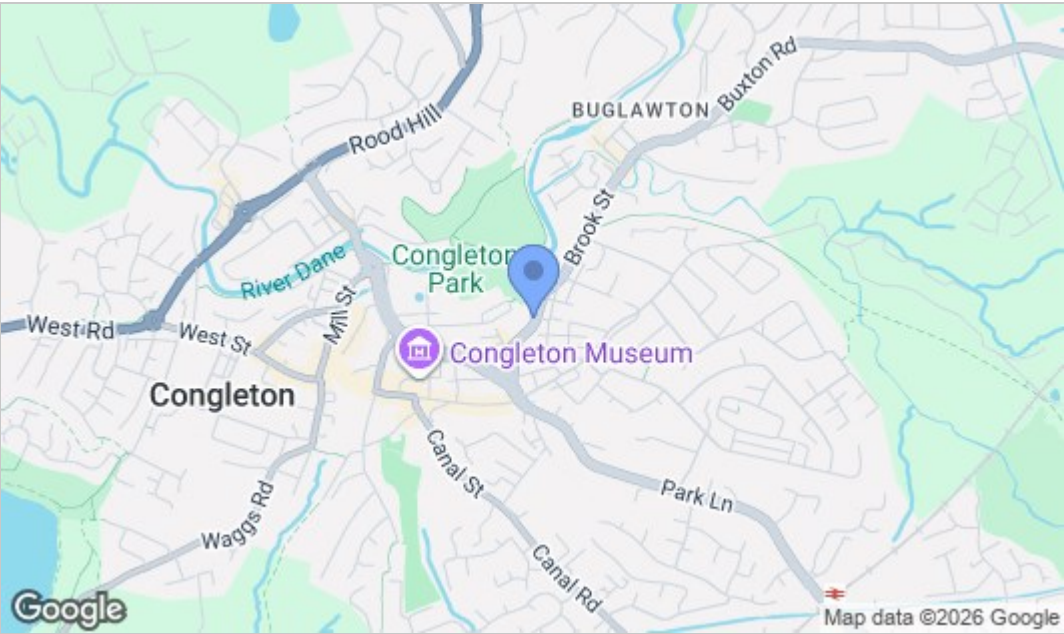 Buxton Rd
BUGLAWTON
Rood Hill
Brook St
Congleton
Park
River Dane
Mill St
West Rd
West St
Congleton Museum
Congleton
Canal St
Park Ln
Waggs Rd
Canal Rd
Google
Map data ©2026 Google